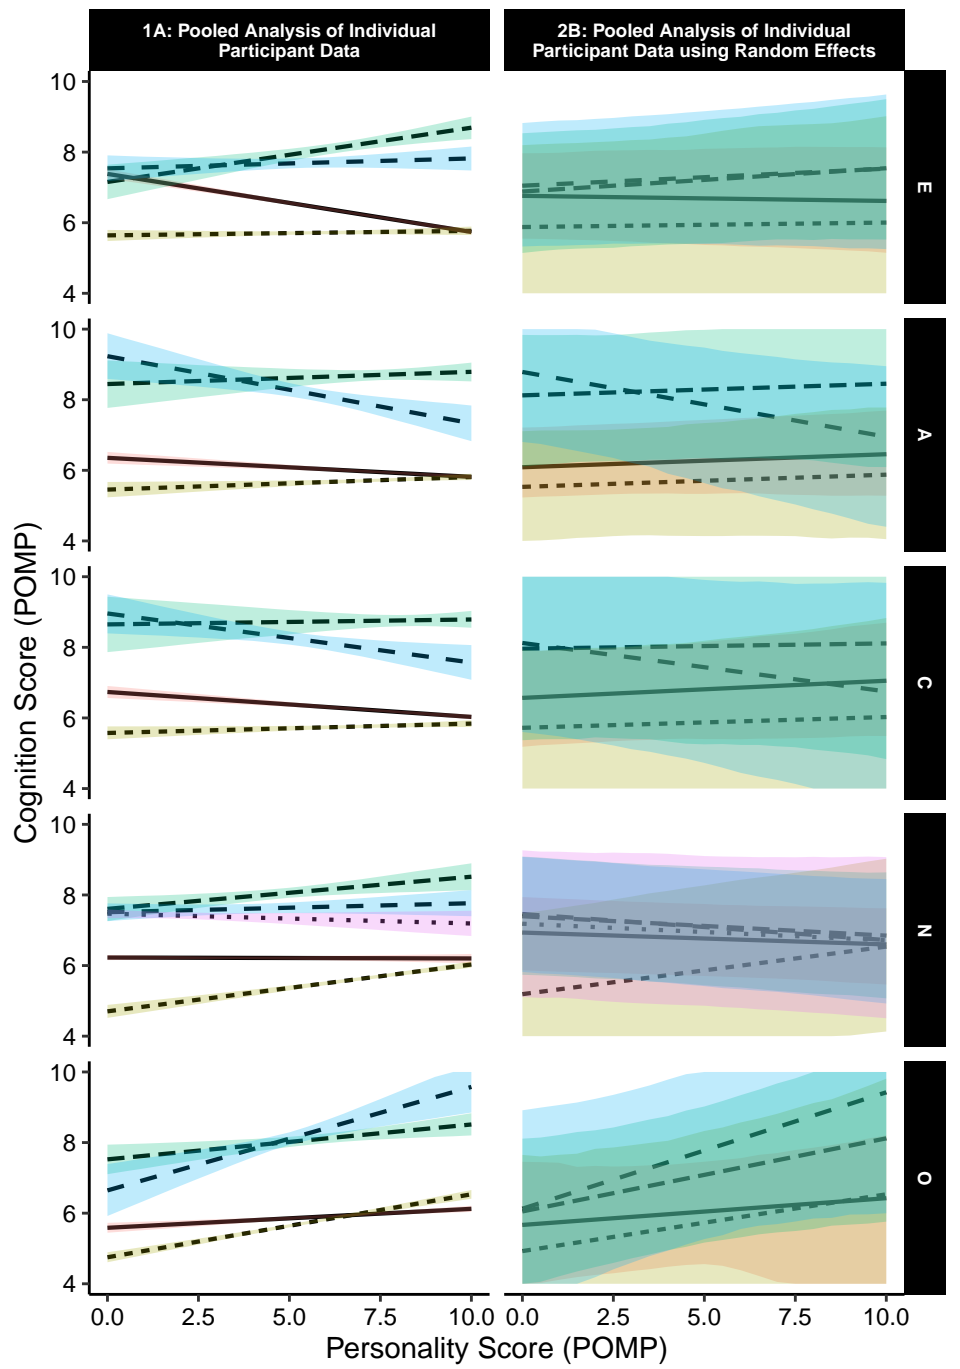 1A: Pooled Analysis of Individual
Participant Data
2B: Pooled Analysis of Individual
Participant Data using Random Effects
10
8
6
4
E
10
8
6
4
A
10
8
6
4
C
10
8
6
4
N
10
8
6
4
O
Cognition Score (POMP)
0.0 2.5 5.0 7.5 10.0 0.0 2.5 5.0 7.5 10.0
Personality Score (POMP)